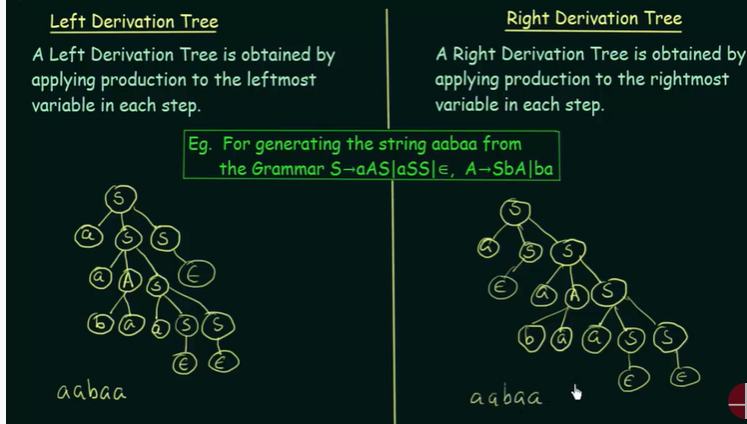 Left Derivation Tree
A Left Derivation Tree is obtained by
applying production to the leftmost
variable in each step.
Right Derivation Tree
A Right Derivation Tree is obtained by
applying production to the rightmost
variable in each step.
Eg. For generating the string aabaa from
the Grammar S→aAS|aSS|∈, A→SbA|ba
S
a S S
a A S ∈
b a a S S
∈ ∈
aabaa
S
a S S
∈ a A S
b a a S S
∈ ∈
aabaa